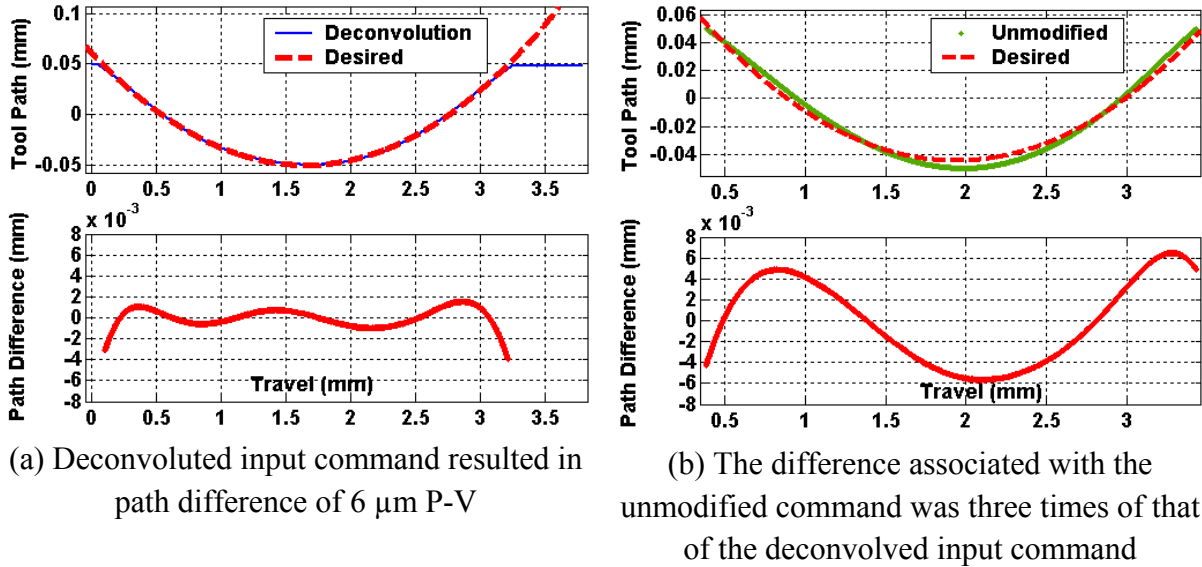 0.1
0.05
0
-0.05
Tool Path (mm)
Deconvolution
Desired
0 0.5 1 1.5 2 2.5 3 3.5
x 10-3
8
6
4
2
0
-2
-4
-6
-8
Path Difference (mm)
Travel (mm)
0 0.5 1 1.5 2 2.5 3 3.5
(a) Deconvoluted input command resulted in
path difference of 6 µm P-V
0.06
0.04
0.02
0
-0.02
-0.04
Tool Path (mm)
Unmodified
Desired
0.5 1 1.5 2 2.5 3
x 10-3
8
6
4
2
0
-2
-4
-6
-8
Path Difference (mm)
Travel (mm)
0.5 1 1.5 2 2.5 3
(b) The difference associated with the
unmodified command was three times of that
of the deconvolved input command